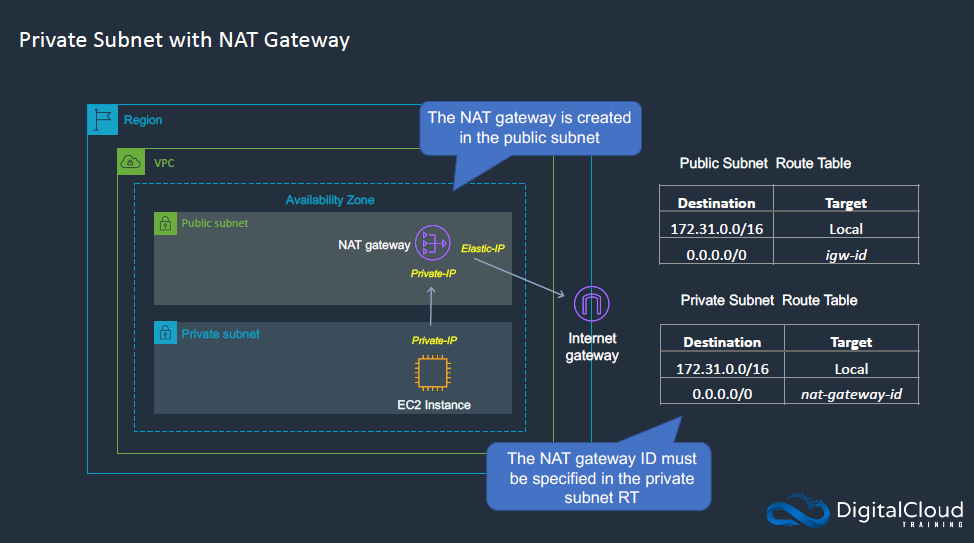 Private Subnet with NAT Gateway
Region
The NAT gateway is created
in the public subnet
VPC
Availability Zone
Public subnet
NAT gateway
Elastic-IP
Private-IP
Private subnet
Private-IP
EC2 Instance
Internet
gateway
Public Subnet Route Table
Destination Target
172.31.0.0/16 Local
0.0.0.0/0 igw-id
Private Subnet Route Table
Destination Target
172.31.0.0/16 Local
0.0.0.0/0 nat-gateway-id
The NAT gateway ID must
be specified in the private
subnet RT
DigitalCloud
TRAINING